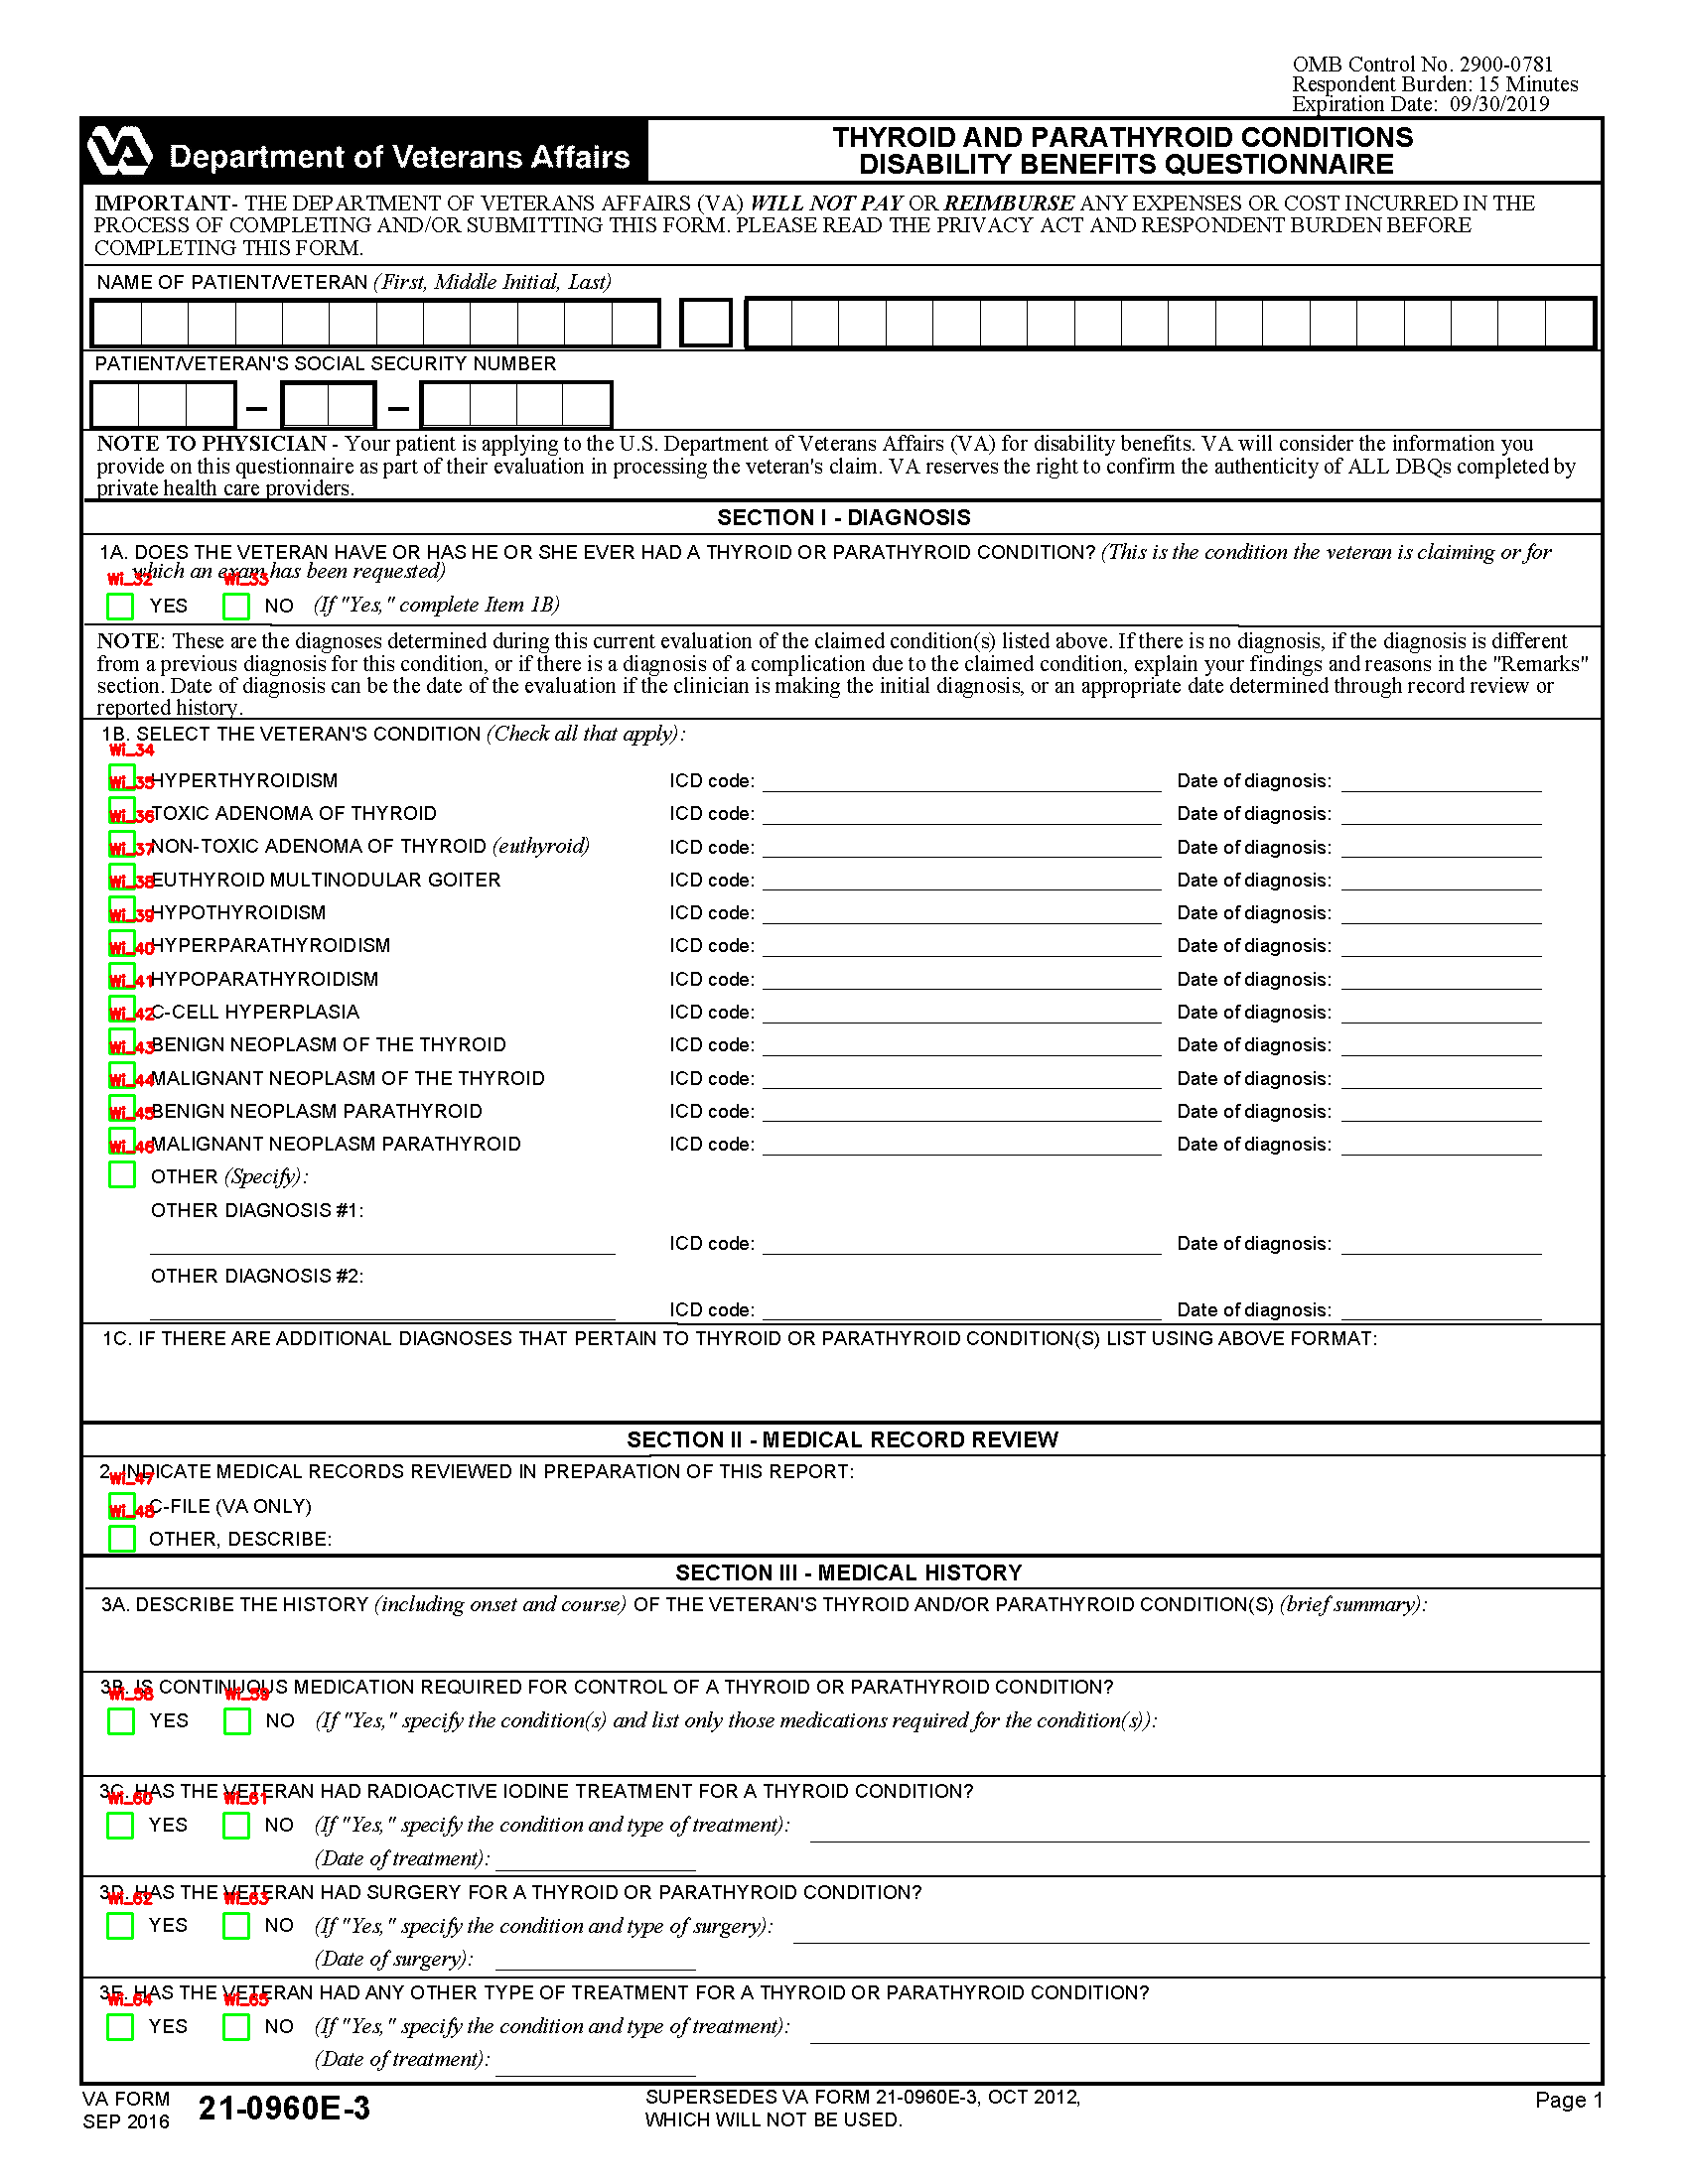 OMB Control No. 2900-0781
Respondent Burden: 15 Minutes
Expiration Date: 09/30/2019
VA Department of Veterans Affairs
THYROID AND PARATHYROID CONDITIONS
DISABILITY BENEFITS QUESTIONNAIRE
IMPORTANT- THE DEPARTMENT OF VETERANS AFFAIRS (VA) WILL NOT PAY OR REIMBURSE ANY EXPENSES OR COST INCURRED IN THE
PROCESS OF COMPLETING AND/OR SUBMITTING THIS FORM. PLEASE READ THE PRIVACY ACT AND RESPONDENT BURDEN BEFORE
COMPLETING THIS FORM.
NAME OF PATIENT/VETERAN (First, Middle Initial, Last)
PATIENT/VETERAN'S SOCIAL SECURITY NUMBER
NOTE TO PHYSICIAN - Your patient is applying to the U.S. Department of Veterans Affairs (VA) for disability benefits. VA will consider the information you
provide on this questionnaire as part of their evaluation in processing the veteran's claim. VA reserves the right to confirm the authenticity of ALL DBQs completed by
private health care providers.
SECTION I - DIAGNOSIS
1A. DOES THE VETERAN HAVE OR HAS HE OR SHE EVER HAD A THYROID OR PARATHYROID CONDITION? (This is the condition the veteran is claiming or for
which an exam has been requested)
Wi_32 Wi_33
YES NO (If "Yes," complete Item 1B)
NOTE: These are the diagnoses determined during this current evaluation of the claimed condition(s) listed above. If there is no diagnosis, if the diagnosis is different
from a previous diagnosis for this condition, or if there is a diagnosis of a complication due to the claimed condition, explain your findings and reasons in the "Remarks"
section. Date of diagnosis can be the date of the evaluation if the clinician is making the initial diagnosis, or an appropriate date determined through record review or
reported history.
1B. SELECT THE VETERAN'S CONDITION (Check all that apply):
Wi_34
Wi_35 HYPERTHYROIDISM ICD code: Date of diagnosis:
Wi_36 TOXIC ADENOMA OF THYROID ICD code: Date of diagnosis:
Wi_37 NON-TOXIC ADENOMA OF THYROID (euthyroid) ICD code: Date of diagnosis:
Wi_38 EUTHYROID MULTINODULAR GOITER ICD code: Date of diagnosis:
Wi_39 HYPOTHYROIDISM ICD code: Date of diagnosis:
Wi_40 HYPERPARATHYROIDISM ICD code: Date of diagnosis:
Wi_41 HYPOPARATHYROIDISM ICD code: Date of diagnosis:
Wi_42 C-CELL HYPERPLASIA ICD code: Date of diagnosis:
Wi_43 BENIGN NEOPLASM OF THE THYROID ICD code: Date of diagnosis:
Wi_44 MALIGNANT NEOPLASM OF THE THYROID ICD code: Date of diagnosis:
Wi_45 BENIGN NEOPLASM PARATHYROID ICD code: Date of diagnosis:
Wi_46 MALIGNANT NEOPLASM PARATHYROID ICD code: Date of diagnosis:
OTHER (Specify):
OTHER DIAGNOSIS #1:
ICD code: Date of diagnosis:
OTHER DIAGNOSIS #2:
ICD code: Date of diagnosis:
1C. IF THERE ARE ADDITIONAL DIAGNOSES THAT PERTAIN TO THYROID OR PARATHYROID CONDITION(S) LIST USING ABOVE FORMAT:
SECTION II - MEDICAL RECORD REVIEW
2. INDICATE MEDICAL RECORDS REVIEWED IN PREPARATION OF THIS REPORT:
Wi_47
Wi_48 C-FILE (VA ONLY)
OTHER, DESCRIBE:
SECTION III - MEDICAL HISTORY
3A. DESCRIBE THE HISTORY (including onset and course) OF THE VETERAN'S THYROID AND/OR PARATHYROID CONDITION(S) (brief summary):
3B. IS CONTINUOUS MEDICATION REQUIRED FOR CONTROL OF A THYROID OR PARATHYROID CONDITION?
Wi_58 Wi_59
YES NO (If "Yes," specify the condition(s) and list only those medications required for the condition(s)):
3C. HAS THE VETERAN HAD RADIOACTIVE IODINE TREATMENT FOR A THYROID CONDITION?
Wi_60 Wi_61
YES NO (If "Yes," specify the condition and type of treatment):
(Date of treatment):
3D. HAS THE VETERAN HAD SURGERY FOR A THYROID OR PARATHYROID CONDITION?
Wi_62 Wi_63
YES NO (If "Yes," specify the condition and type of surgery):
(Date of surgery):
3E. HAS THE VETERAN HAD ANY OTHER TYPE OF TREATMENT FOR A THYROID OR PARATHYROID CONDITION?
Wi_64 Wi_65
YES NO (If "Yes," specify the condition and type of treatment):
(Date of treatment):
VA FORM
SEP 2016 21-0960E-3
SUPERSEDES VA FORM 21-0960E-3, OCT 2012,
WHICH WILL NOT BE USED.
Page 1